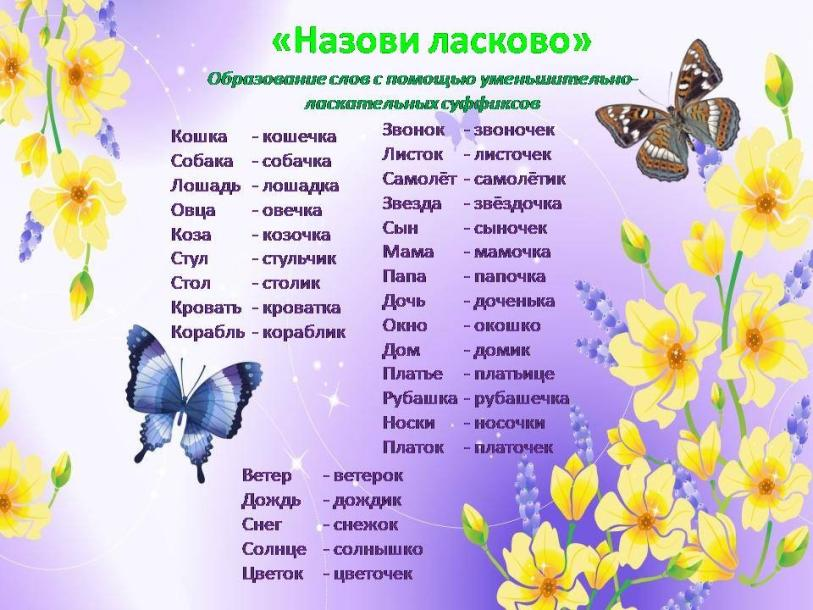 «Назови ласково»
Образование слов с помощью уменьшительно-
ласкательных суффиксов
Кошка - кошечка
Собака - собачка
Лошадь - лошадка
Овца - овечка
Коза - козочка
Стул - стульчик
Стол - столик
Кровать - кроватка
Корабль - кораблик
Звонок - звоночек
Листок - листочек
Самолёт - самолётик
Звезда - звёздочка
Сын - сыночек
Мама - мамочка
Папа - папочка
Дочь - доченька
Окно - окошко
Дом - домик
Платье - платьице
Рубашка - рубашечка
Носки - носочки
Платок - платочек
Ветер - ветерок
Дождь - дождик
Снег - снежок
Солнце - солнышко
Цветок - цветочек